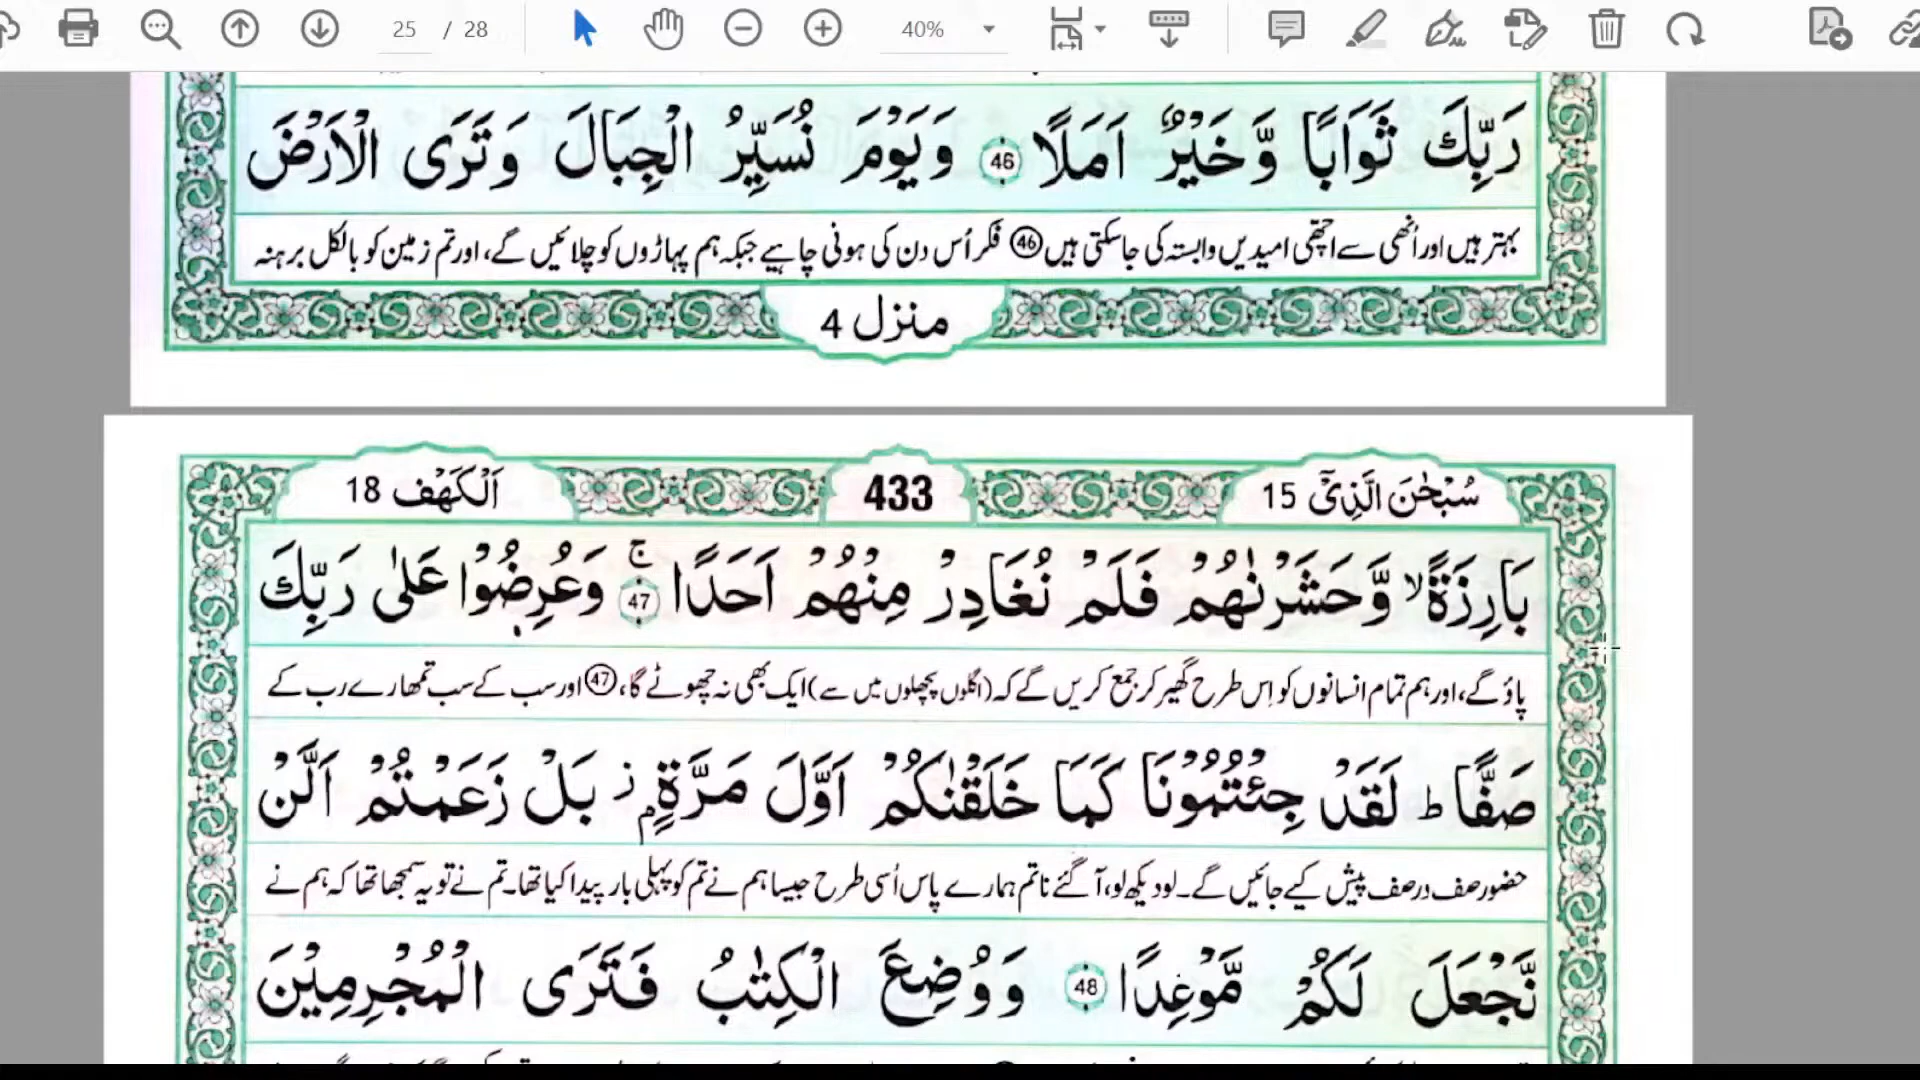 25 / 28 40%
رَبِّكَ ثَوَابًا وَّخَيْرٌ اَمَلًا 46 وَيَوْمَ نُسَيِّرُ الْجِبَالَ وَتَرَى الْاَرْضَ
بہتر ہیں اور اُنھی سے اچھی امیدیں وابستہ کی جاسکتی ہیں 46 فکر اُس دن کی ہونی چاہیے جبکہ ہم پہاڑوں کو چلائیں گے، اور تم زمین کو بالکل برہنہ
منزل 4
سُبْحٰنَ الَّذِیْٓ 15 433 اَلْكَهْف 18
بَارِزَةً ۙ وَّحَشَرْنٰهُمْ فَلَمْ نُغَادِرْ مِنْهُمْ اَحَدًا ۚ 47 وَعُرِضُوْا عَلٰى رَبِّكَ
پاؤ گے، اور ہم تمام انسانوں کو اِس طرح گھیر کر جمع کریں گے کہ (اگلوں پچھلوں میں سے) ایک بھی نہ چھوٹے گا، 47 اور سب کے سب تمھارے رب کے
صَفًّا ؕ لَقَدْ جِئْتُمُوْنَا كَمَا خَلَقْنٰكُمْ اَوَّلَ مَرَّةٍۭ ز بَلْ زَعَمْتُمْ اَلَّنْ
حضور صف در صف پیش کیے جائیں گے۔ لو دیکھ لو، آگئے نا تم ہمارے پاس اُسی طرح جیسا ہم نے تم کو پہلی بار پیدا کیا تھا۔ تم نے تو یہ سمجھا تھا کہ ہم نے
نَّجْعَلَ لَكُمْ مَّوْعِدًا 48 وَوُضِعَ الْكِتٰبُ فَتَرَى الْمُجْرِمِيْنَ